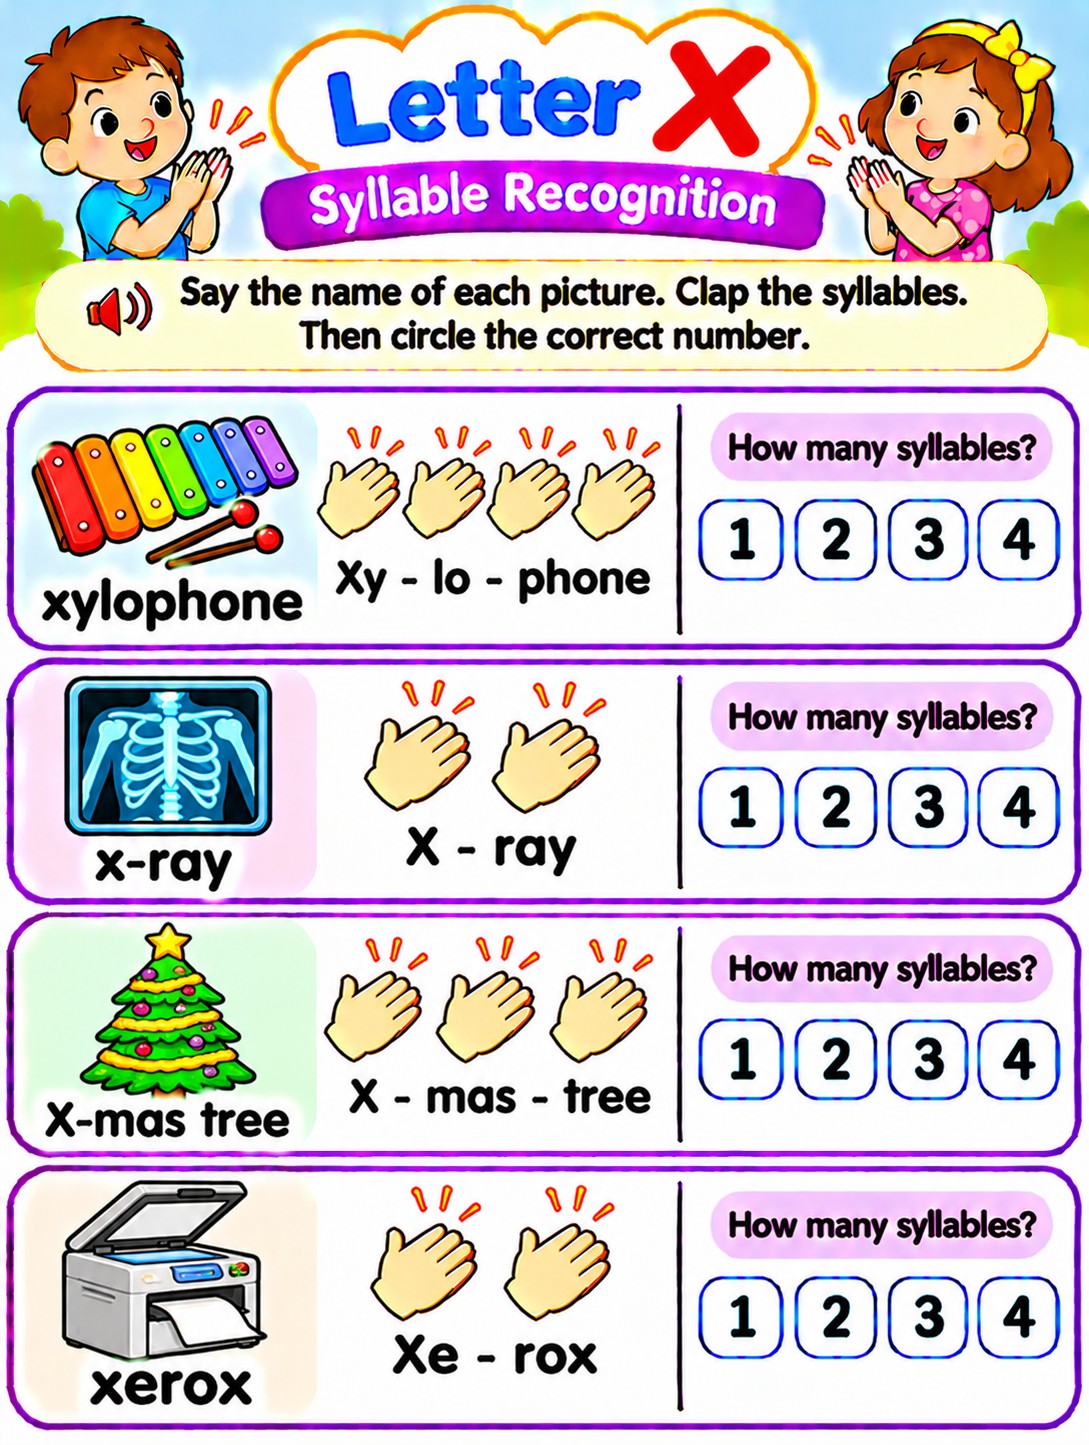 Letter X
Syllable Recognition
Say the name of each picture. Clap the syllables.
Then circle the correct number.
xylophone
Xy - lo - phone
How many syllables?
1 2 3 4
x-ray
X - ray
How many syllables?
1 2 3 4
X-mas tree
X - mas - tree
How many syllables?
1 2 3 4
xerox
Xe - rox
How many syllables?
1 2 3 4